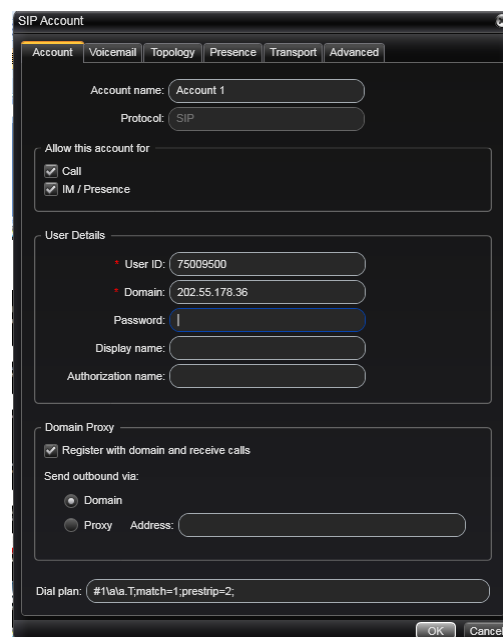 SIP Account
Account Voicemail Topology Presence Transport Advanced
Account name: Account 1
Protocol: SIP
Allow this account for
Call
IM / Presence
User Details
* User ID: 75009500
* Domain: 202.55.178.36
Password:
Display name:
Authorization name:
Domain Proxy
Register with domain and receive calls
Send outbound via:
Domain
Proxy Address:
Dial plan: #1\a\a.T;match=1;prestrip=2;
OK Cancel